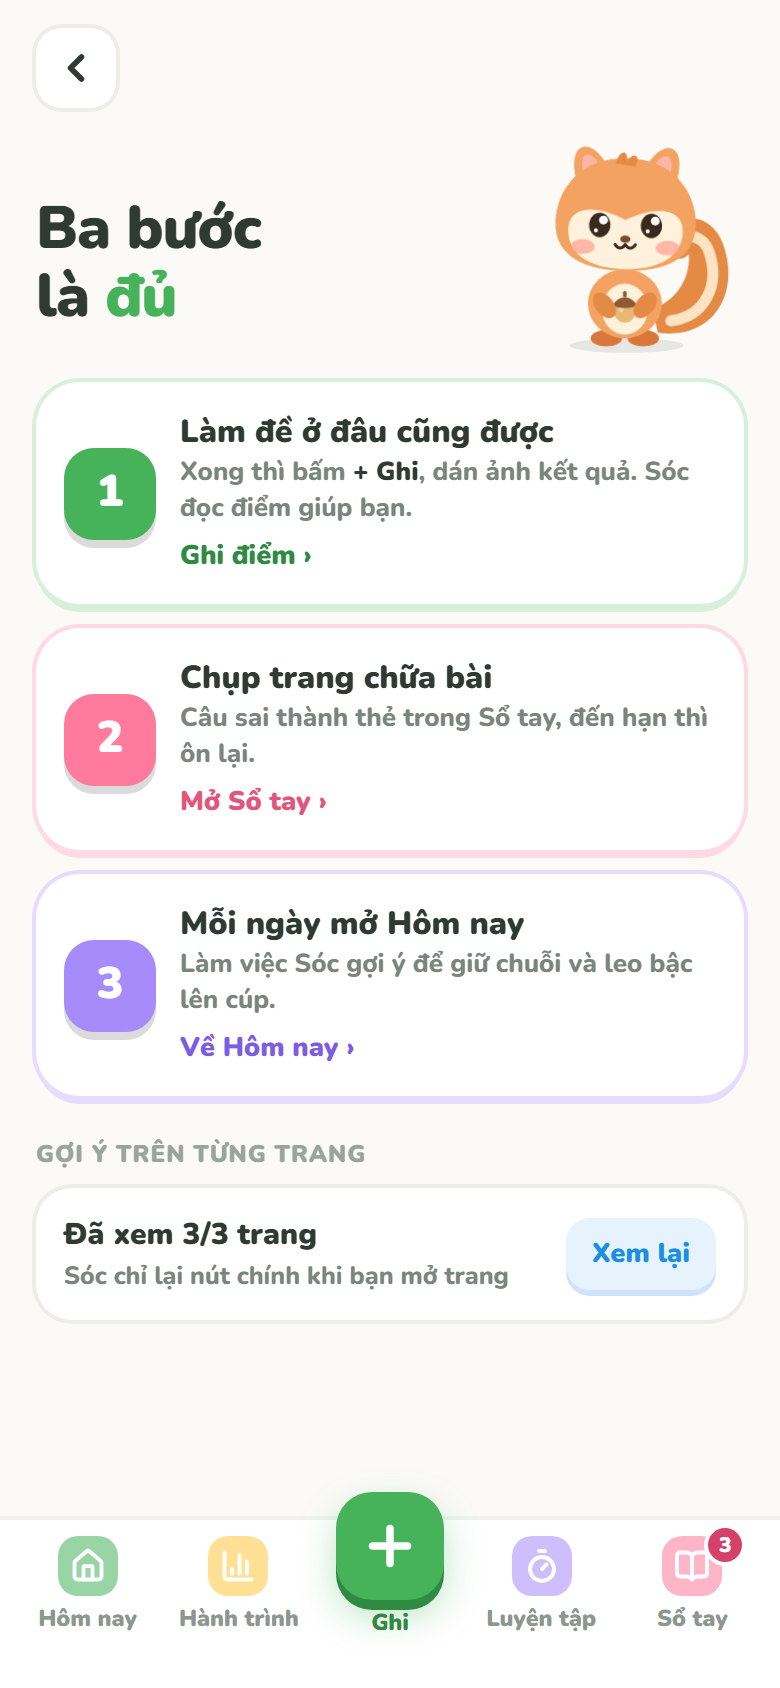 Ba bước
là đủ
1
Làm đề ở đâu cũng được
Xong thì bấm + Ghi, dán ảnh kết quả. Sóc
đọc điểm giúp bạn.
Ghi điểm ›
2
Chụp trang chữa bài
Câu sai thành thẻ trong Sổ tay, đến hạn thì
ôn lại.
Mở Sổ tay ›
3
Mỗi ngày mở Hôm nay
Làm việc Sóc gợi ý để giữ chuỗi và leo bậc
lên cúp.
Về Hôm nay ›
GỢI Ý TRÊN TỪNG TRANG
Đã xem 3/3 trang
Sóc chỉ lại nút chính khi bạn mở trang
Xem lại
3
Hôm nay
Hành trình
Ghi
Luyện tập
Sổ tay